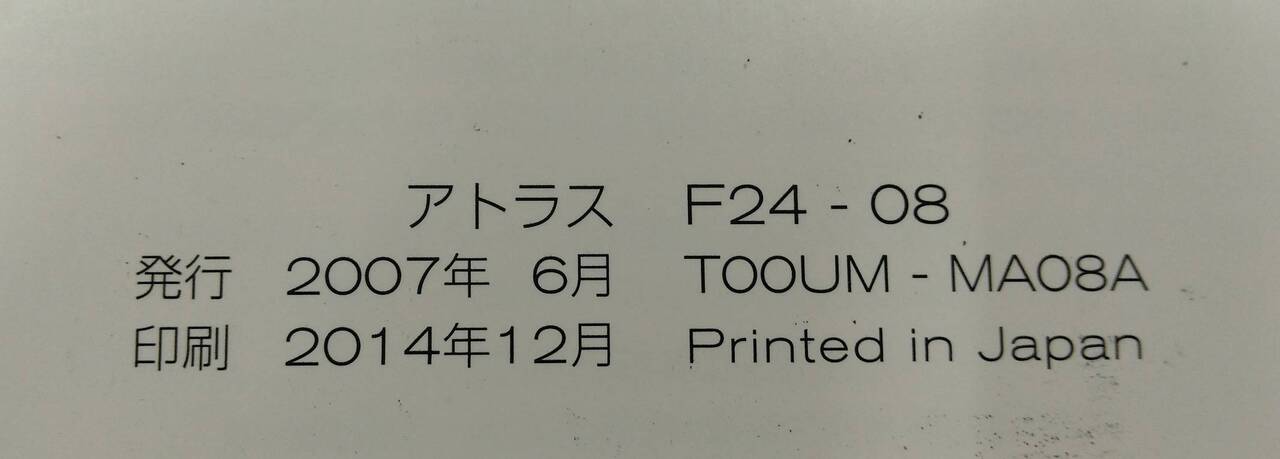 アトラス F24 - 08
発行 2007年 6月 T00UM - MA08A
印刷 2014年12月 Printed in Japan